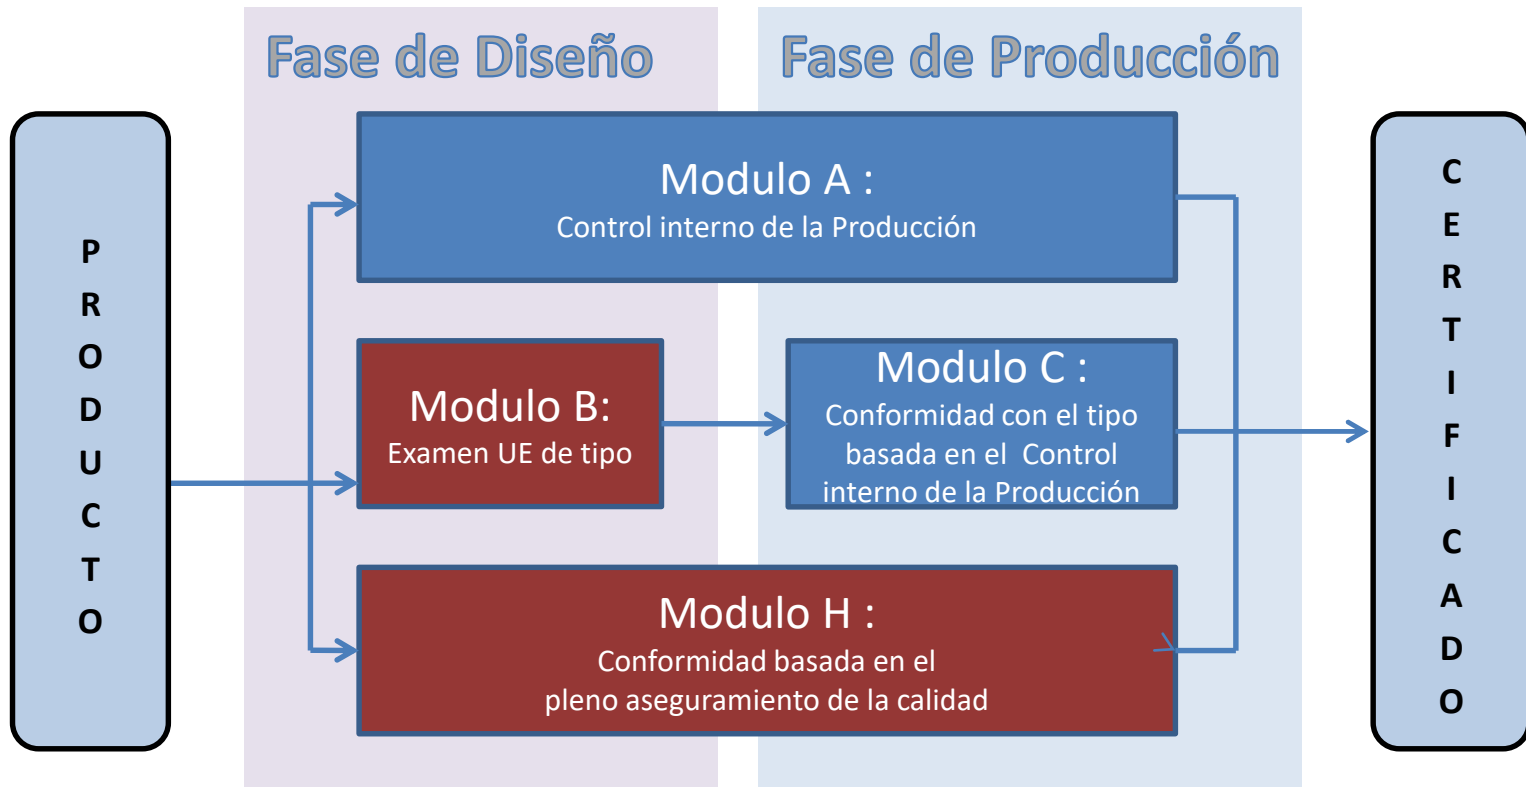 Fase de Diseño
Fase de Producción
PRODUCTO
Modulo A :
Control interno de la Producción
Modulo B:
Examen UE de tipo
Modulo C :
Conformidad con el tipo
basada en el  Control
interno de la Producción
Modulo H :
Conformidad basada en el
pleno aseguramiento de la calidad
CERTIFICADO